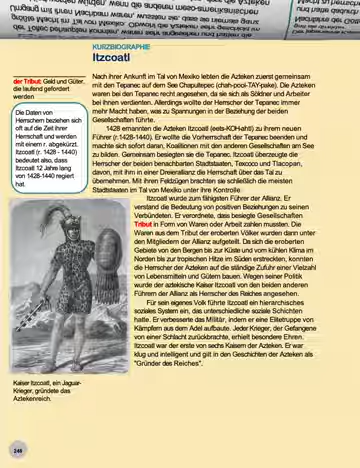 KURZBIOGRAPHIE
Itzcoatl
der Tribut: Geld und Güter,
die laufend gefordert
werden
Die Daten von
Herrschern beziehen sich
oft auf die Zeit ihrer
Herrschaft und werden
mit einem r. abgekürzt.
Itzcoatl (r. 1428 - 1440)
bedeutet also, dass
Itzcoatl 12 Jahre lang
von 1428-1440 regiert
hat.
Nach ihrer Ankunft im Tal von Mexiko lebten die Azteken zuerst gemeinsam
mit den Tepanec auf dem See Chapultepec (chah-pool-TAY-peke). Die Azteken
waren bei den Tepanec recht angesehen, da sie sich als Söldner und Arbeiter
bei ihnen verdienten. Allerdings wollte der Herrscher der Tepanec immer
mehr Macht haben, was zu Spannungen in der Beziehung der beiden
Gesellschaften führte.
1428 ernannten die Azteken Itzcoatl (eets-KOHahtl) zu ihrem neuen
Führer (r.1428-1440). Er wollte die Vorherrschaft der Tepanec beenden und
machte sich sofort daran, Koalitionen mit den anderen Gesellschaften am See
zu bilden. Gemeinsam besiegten sie die Tepanec. Itzcoatl überzeugte die
Herrscher der beiden benachbarten Stadtstaaten, Texcoco und Tlacopan,
davon, mit ihm in einer Dreierallianz die Herrschaft über das Tal zu
übernehmen. Mit ihren Feldzügen brachten sie schließlich die meisten
Stadtstaaten im Tal von Mexiko unter ihre Kontrolle.
Itzcoatl wurde zum fähigsten Führer der Allianz. Er
verstand die Bedeutung von positiven Beziehungen zu seinen
Verbündeten. Er verordnete, dass besiegte Gesellschaften
Tribut in Form von Waren oder Arbeit zahlen mussten. Die
Waren aus dem Tribut der eroberten Völker wurden dann unter
den Mitgliedern der Allianz aufgeteilt. Da sich die eroberten
Gebiete von den Bergen bis zur Küste und vom kühlen Klima im
Norden bis zur tropischen Hitze im Süden erstreckten, konnten
die Herrscher der Azteken auf die ständige Zufuhr einer Vielzahl
von Lebensmitteln und Gütern bauen. Wegen seiner Politik
wurde der aztekische Kaiser Itzcoatl von den beiden anderen
Führern der Allianz als Herrscher des Reiches angesehen.
Für sein eigenes Volk führte Itzcoatl ein hierarchisches
soziales System ein, das unterschiedliche soziale Schichten
hatte. Er verbesserte das Militär, indem er eine Elitetruppe von
Kämpfern aus dem Adel aufbaute. Jeder Krieger, der Gefangene
von einer Schlacht zurückbrachte, erhielt besondere Ehren.
Itzcoatl war der erste von sechs Kaisern der Azteken. Er war
klug und intelligent und gilt in den Geschichten der Azteken als
"Gründer des Reiches".
Kaiser Itzcoatl, ein Jaguar-
Krieger, gründete das
Aztekenreich.
246